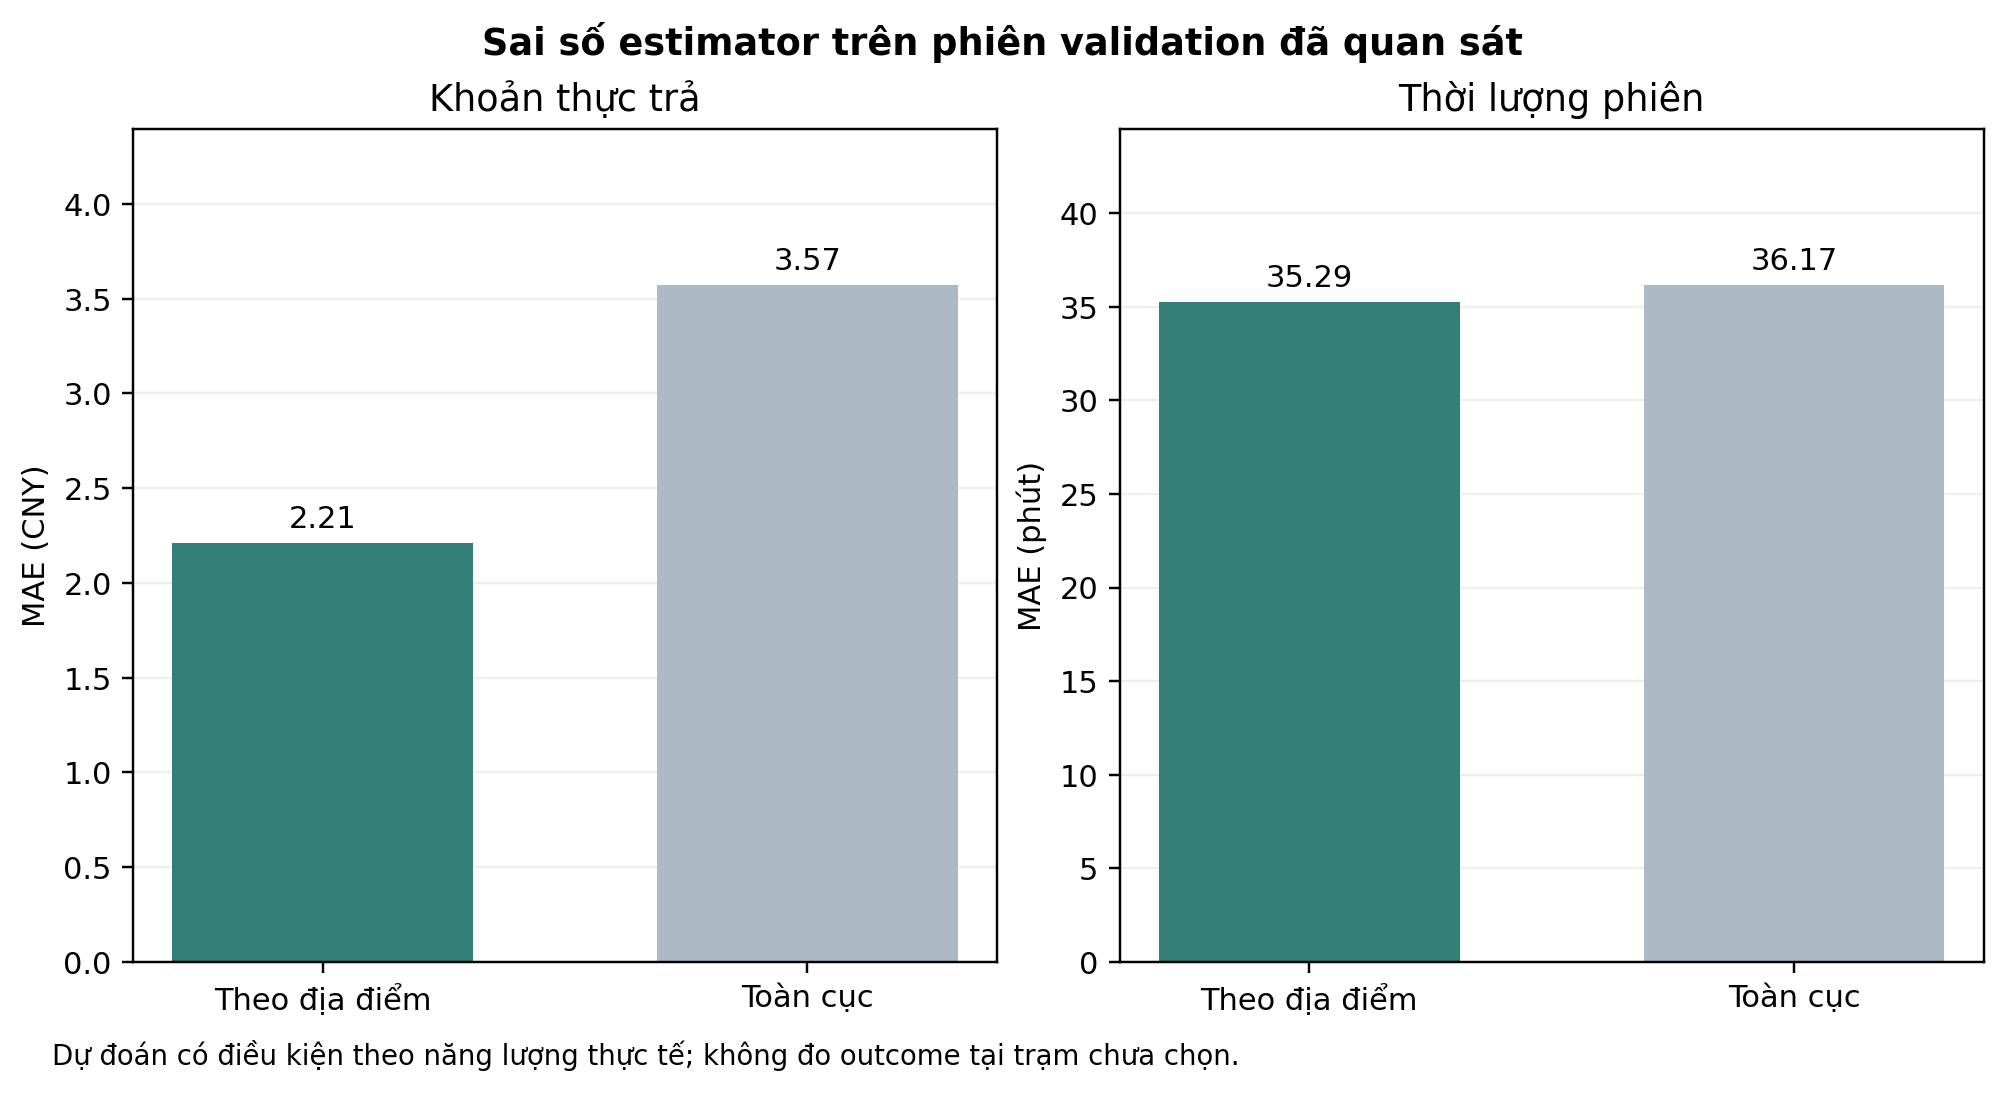 Sai số estimator trên phiên validation đã quan sát
Khoản thực trả
MAE (CNY)
4.0
3.5
3.0
2.5
2.0
1.5
1.0
0.5
0.0
2.21
3.57
Theo địa điểm
Toàn cục
Thời lượng phiên
MAE (phút)
40
35
30
25
20
15
10
5
0
35.29
36.17
Theo địa điểm
Toàn cục
Dự đoán có điều kiện theo năng lượng thực tế; không đo outcome tại trạm chưa chọn.